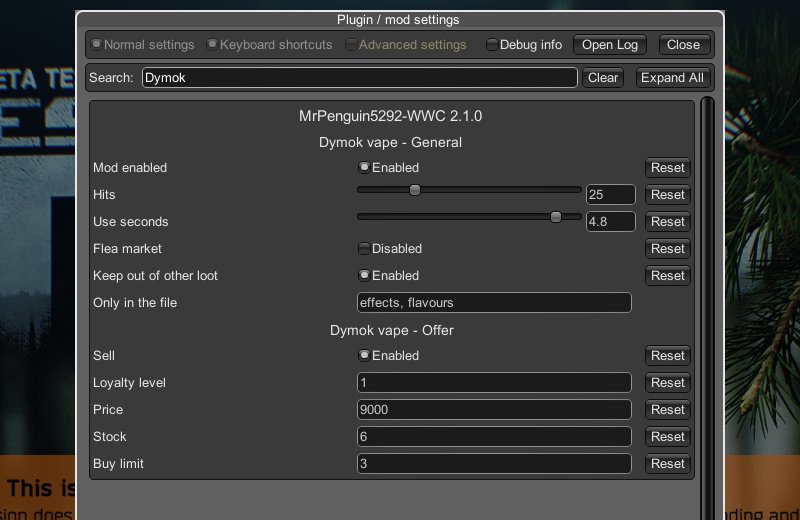 Plugin / mod settings
Normal settings Keyboard shortcuts Advanced settings Debug info Open Log Close
Search: Dymok Clear Expand All
MrPenguin5292-WWC 2.1.0
Dymok vape - General
Mod enabled Enabled Reset
Hits 25 Reset
Use seconds 4.8 Reset
Flea market Disabled Reset
Keep out of other loot Enabled Reset
Only in the file effects, flavours
Dymok vape - Offer
Sell Enabled Reset
Loyalty level 1 Reset
Price 9000 Reset
Stock 6 Reset
Buy limit 3 Reset
This is
does
and